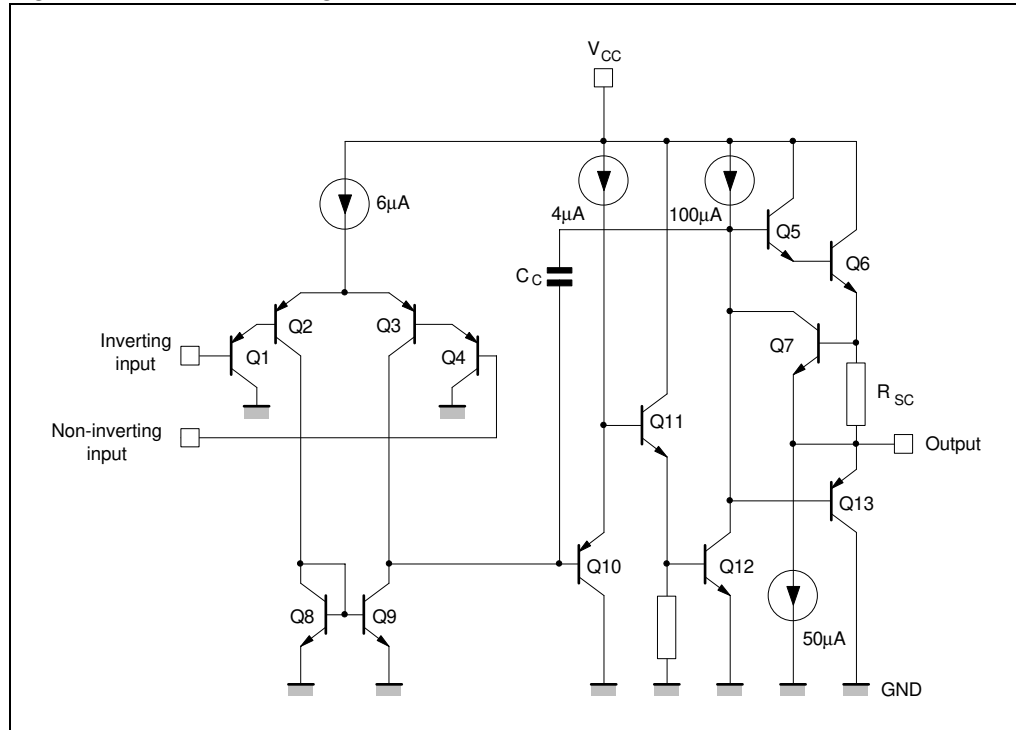 V_CC
6μA
4μA
100μA
Q5
Q6
C_C
Q2
Q3
Q7
Inverting
input
Q1
Q4
R_SC
Non-inverting
input
Q11
Output
Q13
Q10
Q12
Q8
Q9
50μA
GND